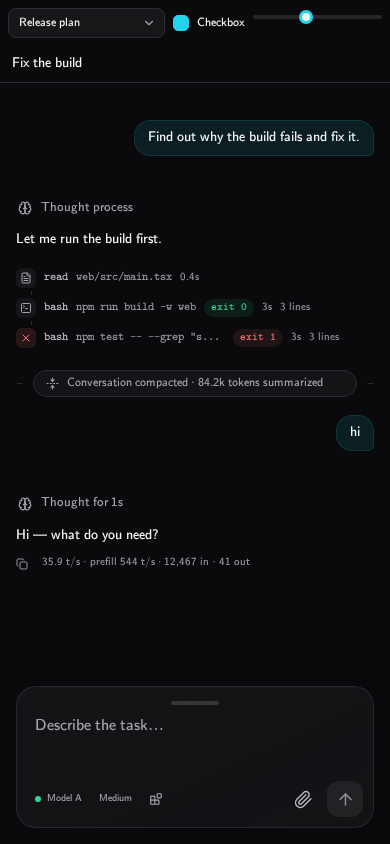 Release plan
Checkbox
Fix the build
Find out why the build fails and fix it.
Thought process
Let me run the build first.
read web/src/main.tsx 0.4s
bash npm run build -w web exit 0 3s 3 lines
bash npm test -- --grep "s... exit 1 3s 3 lines
Conversation compacted · 84.2k tokens summarized
hi
Thought for 1s
Hi — what do you need?
35.9 t/s · prefill 544 t/s · 12,467 in · 41 out
Describe the task…
Model A Medium